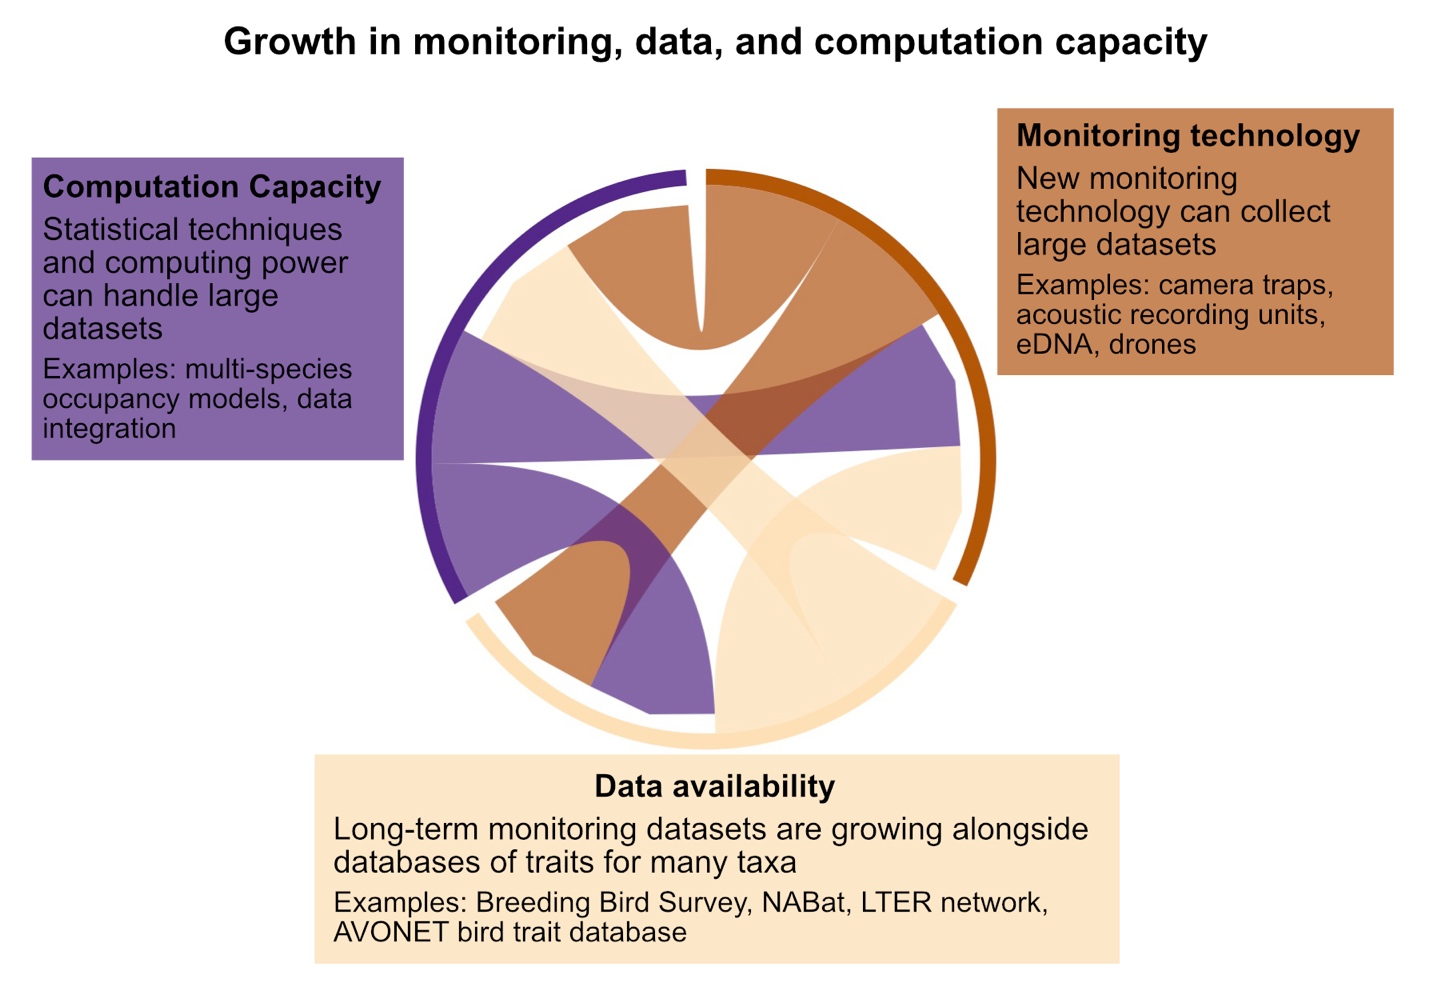 Growth in monitoring, data, and computation capacity
Computation Capacity
Statistical techniques
and computing power
can handle large
datasets
Examples: multi-species
occupancy models, data
integration
Monitoring technology
New monitoring
technology can collect
large datasets
Examples: camera traps,
acoustic recording units,
eDNA, drones
Data availability
Long-term monitoring datasets are growing alongside
databases of traits for many taxa
Examples: Breeding Bird Survey, NABat, LTER network,
AVONET bird trait database